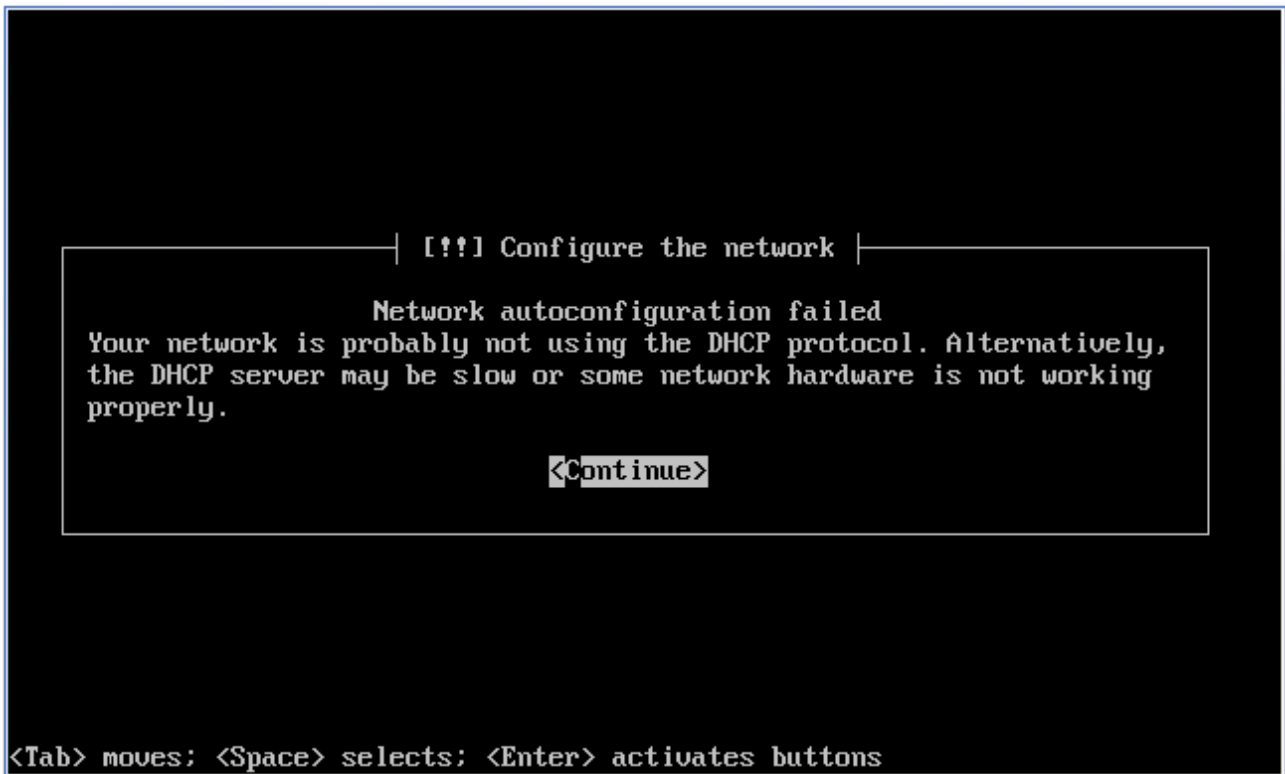 [!!] Configure the network
Network autoconfiguration failed
Your network is probably not using the DHCP protocol. Alternatively,
the DHCP server may be slow or some network hardware is not working
properly.
<Continue>
<Tab> moves; <Space> selects; <Enter> activates buttons